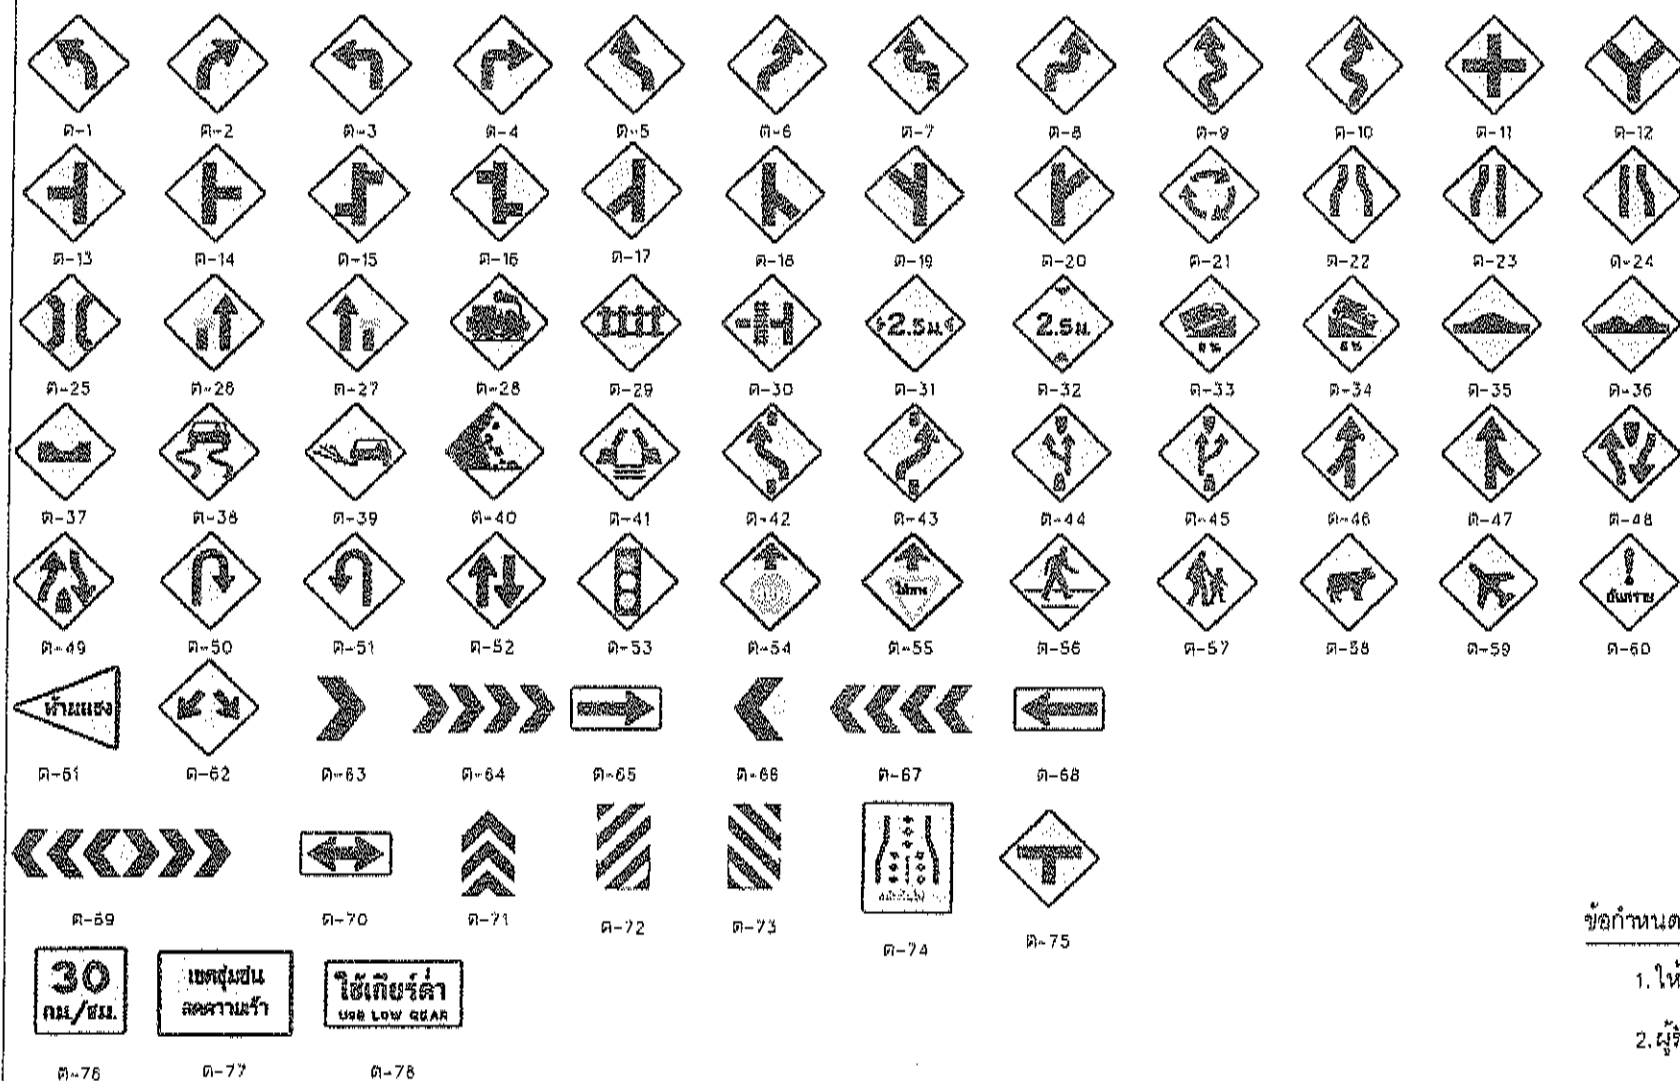 ต-1 ต-2 ต-3 ต-4 ต-5 ต-6 ต-7 ต-8 ต-9 ต-10 ต-11 ต-12
ต-13 ต-14 ต-15 ต-16 ต-17 ต-18 ต-19 ต-20 ต-21 ต-22 ต-23 ต-24
2.5ม. 2.5ม.
ต-25 ต-26 ต-27 ต-28 ต-29 ต-30 ต-31 ต-32 ต-33 ต-34 ต-35 ต-36
ต-37 ต-38 ต-39 ต-40 ต-41 ต-42 ต-43 ต-44 ต-45 ต-46 ต-47 ต-48
ให้ทาง ! อันตราย
ต-49 ต-50 ต-51 ต-52 ต-53 ต-54 ต-55 ต-56 ต-57 ต-58 ต-59 ต-60
ห้ามแซง
ต-61 ต-62 ต-63 ต-64 ต-65 ต-66 ต-67 ต-68
ต-69 ต-70 ต-71 ต-72 ต-73 ต-74 ต-75
ข้อกำหนด
30
กม./ชม.
เขตชุมชน
ลดความเร็ว
ใช้เกียร์ต่ำ
USE LOW GEAR
1. ให้
2. ผู้
ต-76 ต-77 ต-78